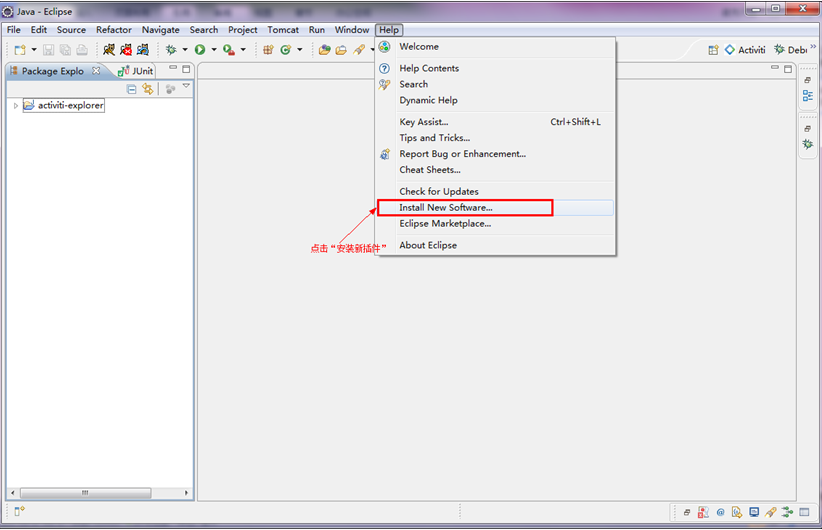 Java - Eclipse
File Edit Source Refactor Navigate Search Project Tomcat Run Window Help
Activiti Debu
Package Explo JUnit
activiti-explorer
Welcome
Help Contents
Search
Dynamic Help
Key Assist... Ctrl+Shift+L
Tips and Tricks...
Report Bug or Enhancement...
Cheat Sheets...
Check for Updates
Install New Software...
Eclipse Marketplace...
About Eclipse
点击“安装新插件”